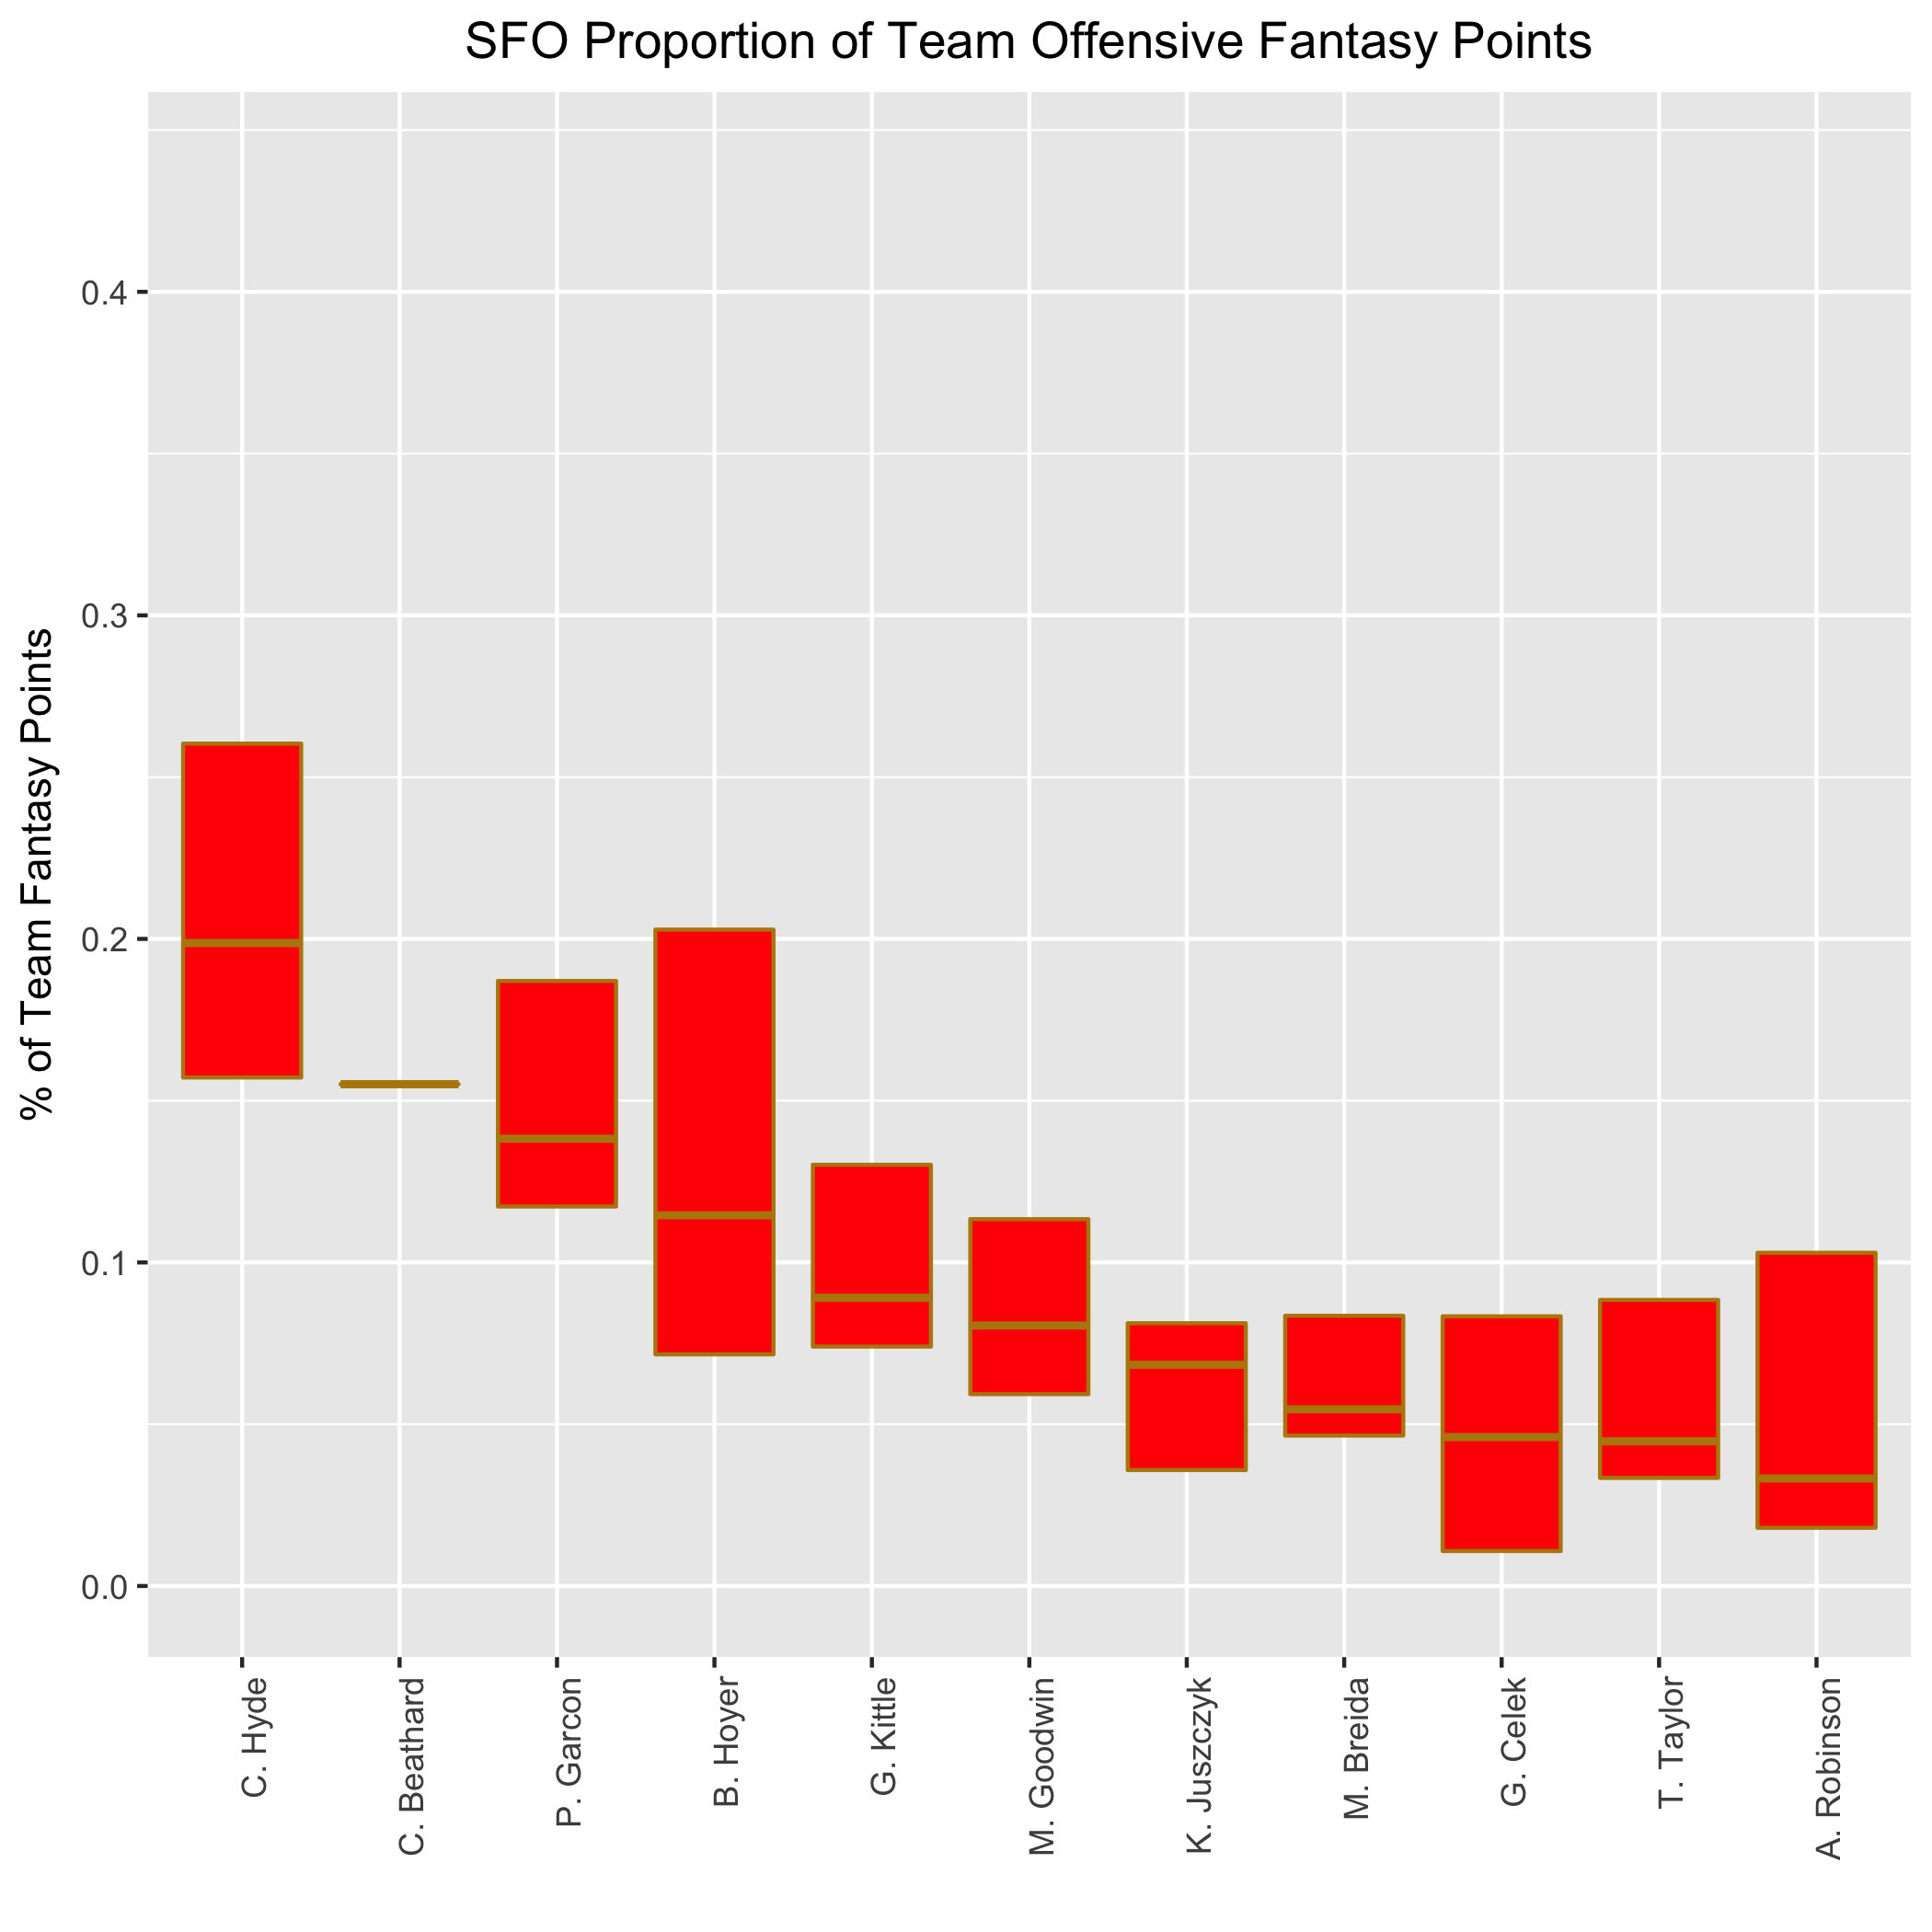 SFO Proportion of Team Offensive Fantasy Points
% of Team Fantasy Points
0.4
0.3
0.2
0.1
0.0
C. Hyde
C. Beathard
P. Garcon
B. Hoyer
G. Kittle
M. Goodwin
K. Juszczyk
M. Breida
G. Celek
T. Taylor
A. Robinson